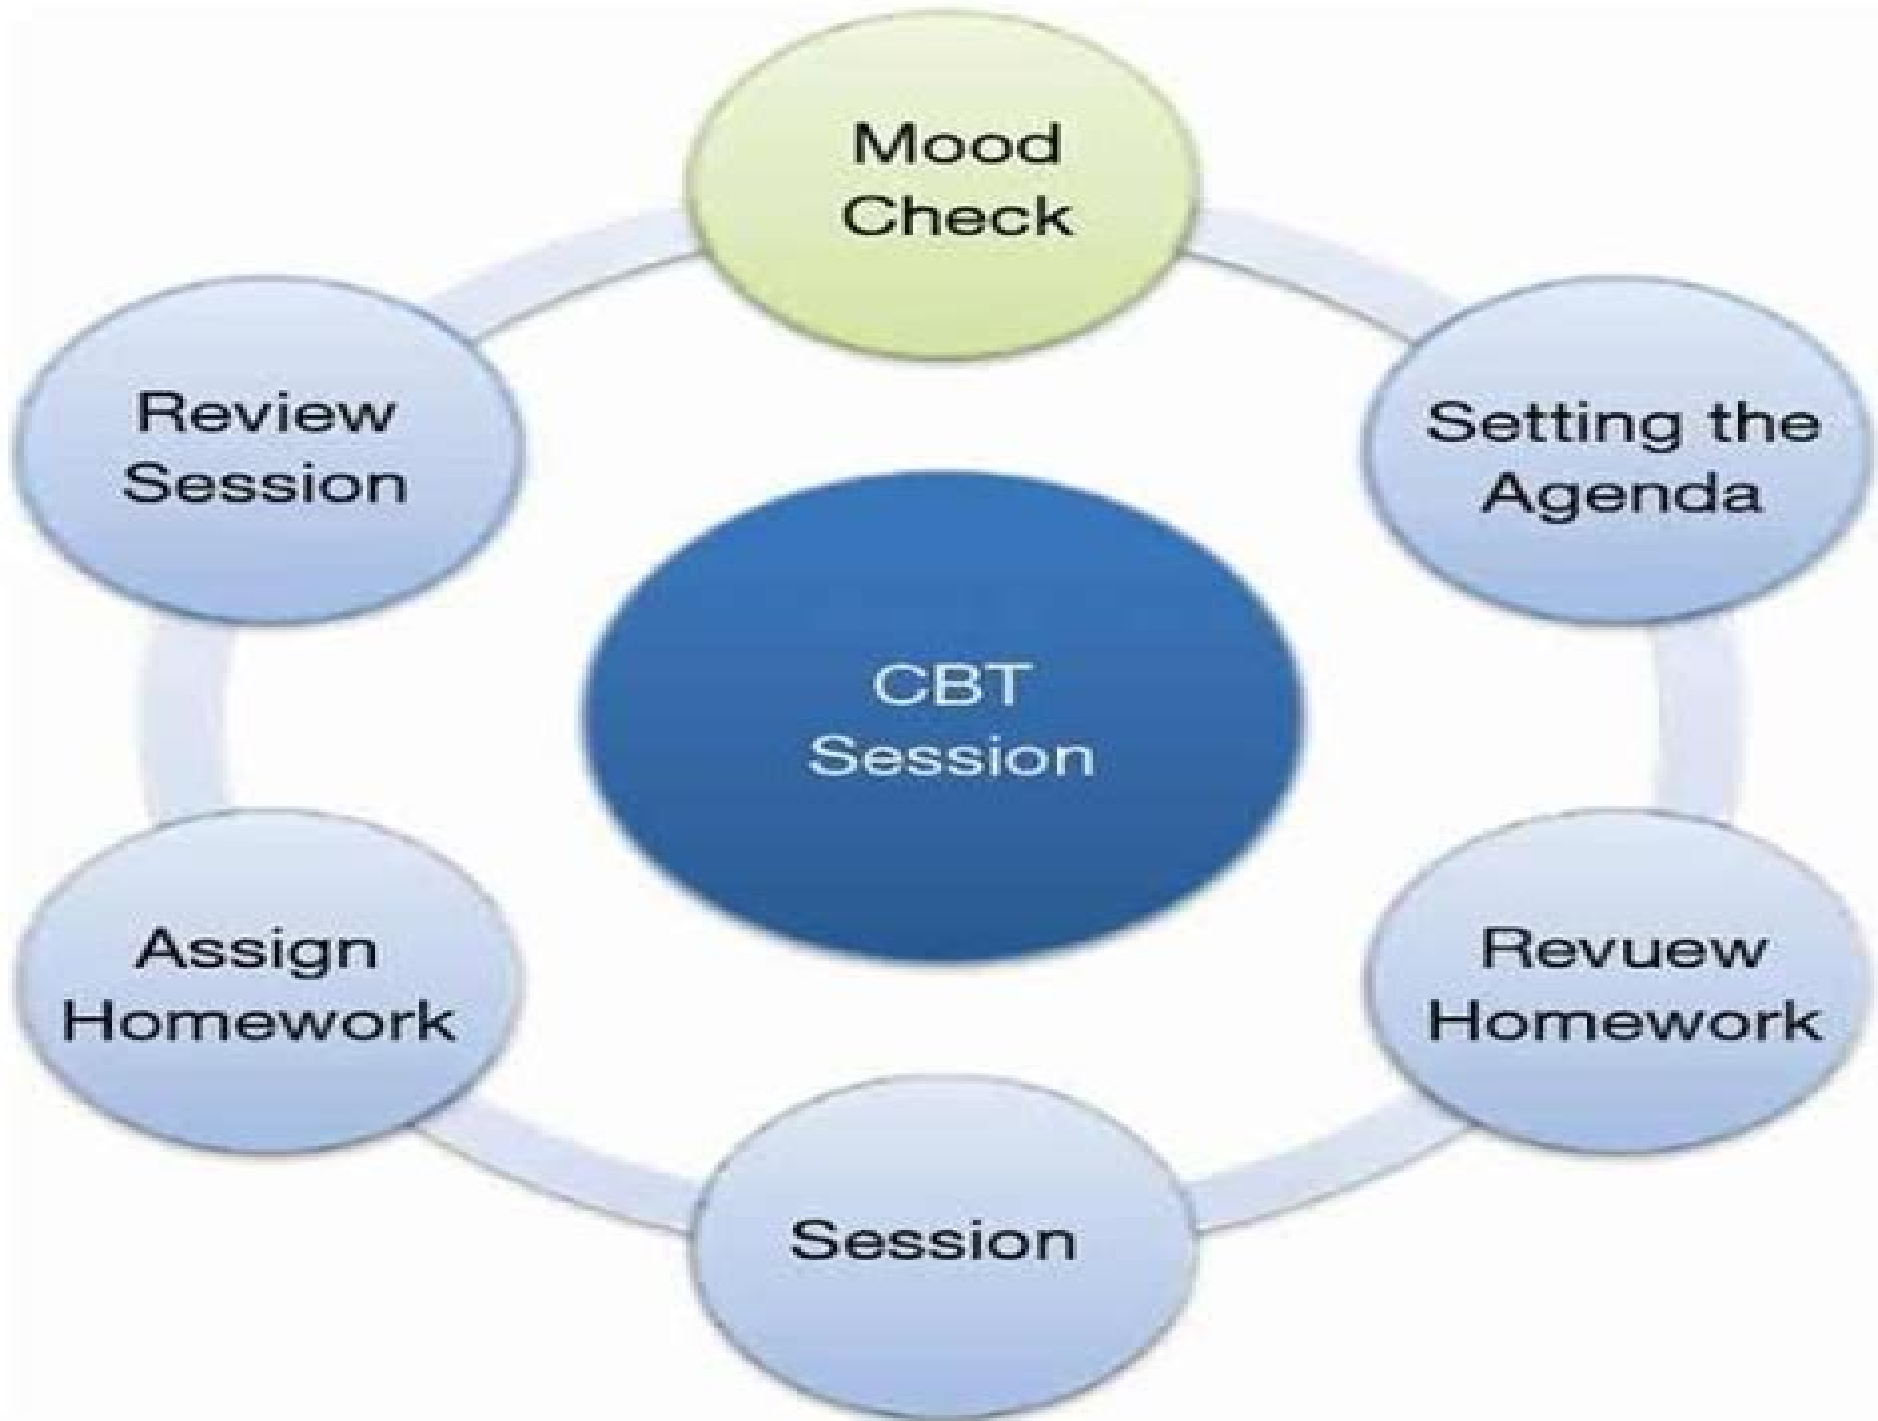 Mood
Check
Setting the
Agenda
Revuew
Homework
Session
Assign
Homework
Review
Session
CBT
Session